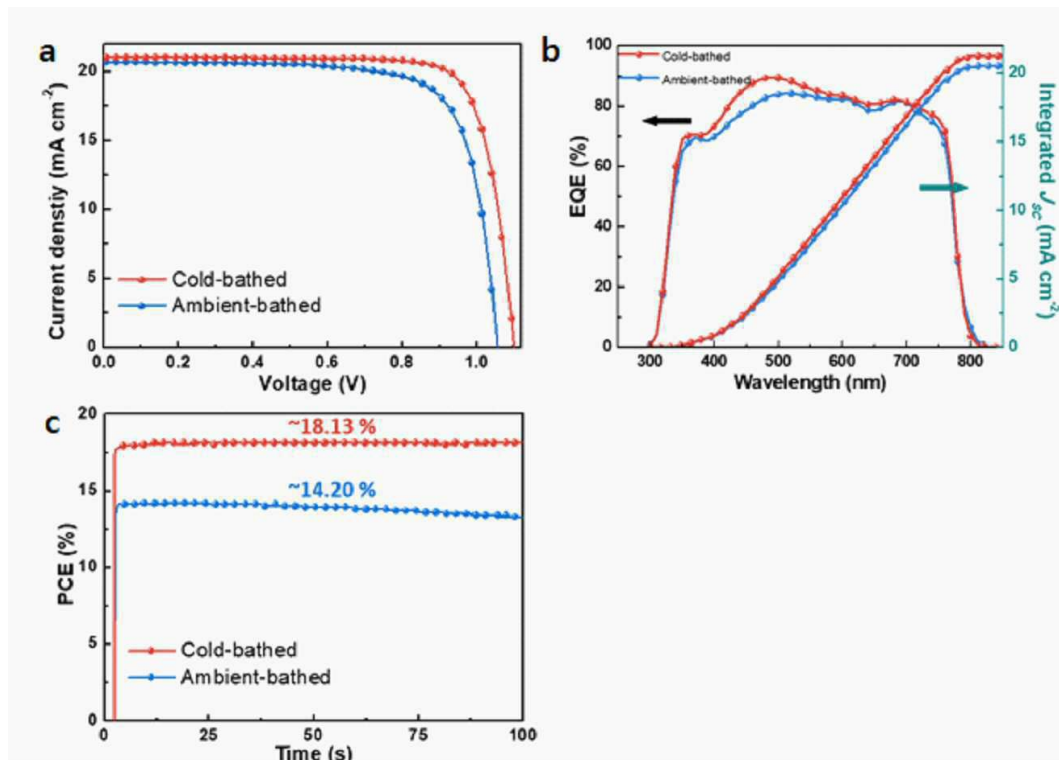 a
Current denstiy (mA cm-2)
20
15
10
5
0
Cold-bathed
Ambient-bathed
0.0 0.2 0.4 0.6 0.8 1.0
Voltage (V)
b
EQE (%)
100
80
60
40
20
0
Cold-bathed
Ambient-bathed
300 400 500 600 700 800
Wavelength (nm)
20
15
10
5
0
Integrated JSC (mA cm-2)
c
PCE (%)
20
15
10
5
0
~18.13 %
~14.20 %
Cold-bathed
Ambient-bathed
0 25 50 75 100
Time (s)